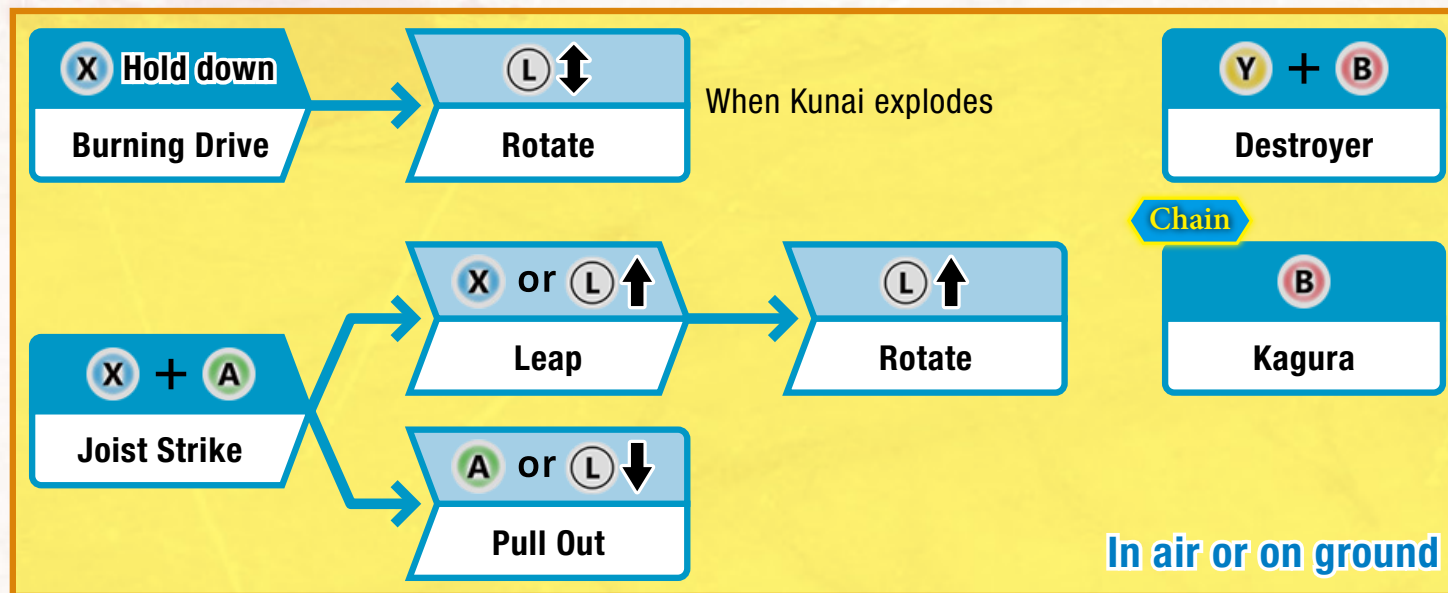 X Hold down
Burning Drive
L
Rotate
When Kunai explodes
Y + B
Destroyer
Chain
B
Kagura
X + A
Joist Strike
X or L
Leap
L
Rotate
A or L
Pull Out
In air or on ground